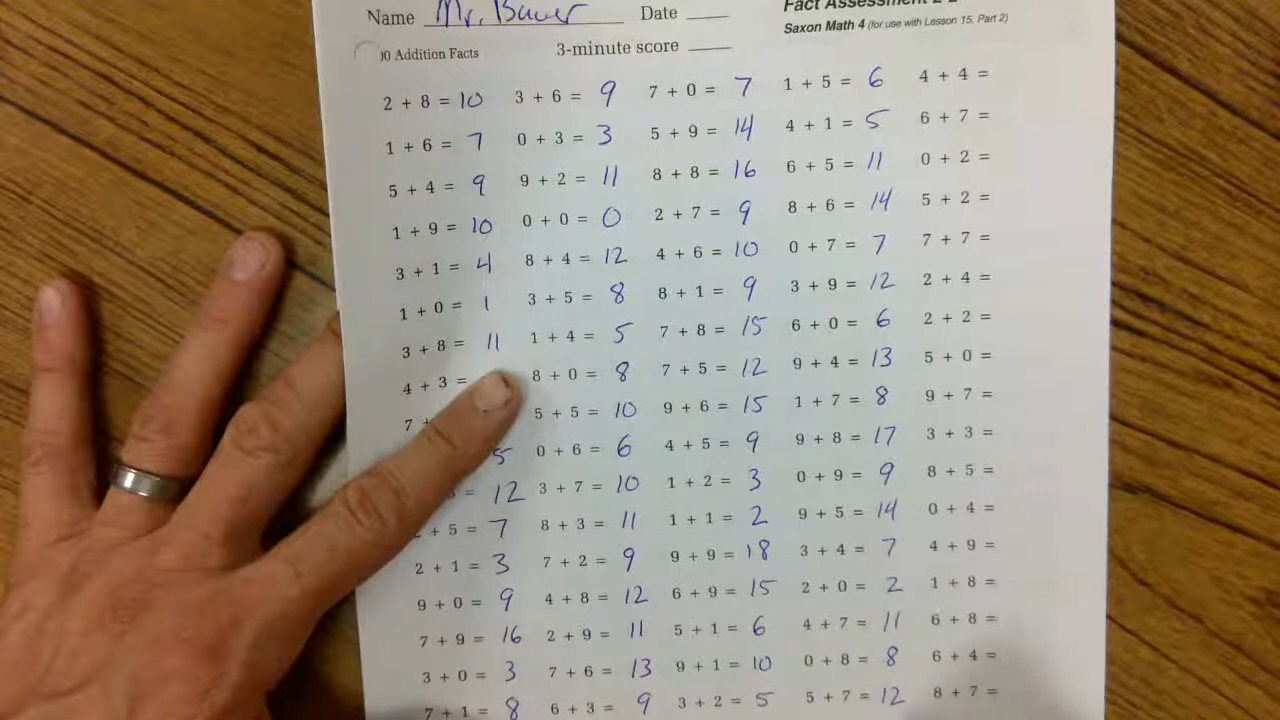 Name Mr. Bauer Date
Saxon Math 4 (for use with Lesson 15, Part 2)
Addition Facts 3-minute score
2 + 8 = 10 3 + 6 = 9 7 + 0 = 7 1 + 5 = 6 4 + 4 =
1 + 6 = 7 0 + 3 = 3 5 + 9 = 14 4 + 1 = 5 6 + 7 =
5 + 4 = 9 9 + 2 = 11 8 + 8 = 16 6 + 5 = 11 0 + 2 =
1 + 9 = 10 0 + 0 = 0 2 + 7 = 9 8 + 6 = 14 5 + 2 =
3 + 1 = 4 8 + 4 = 12 4 + 6 = 10 0 + 7 = 7 7 + 7 =
1 + 0 = 1 3 + 5 = 8 8 + 1 = 9 3 + 9 = 12 2 + 4 =
3 + 8 = 11 1 + 4 = 5 7 + 8 = 15 6 + 0 = 6 2 + 2 =
4 + 3 = 8 + 0 = 8 7 + 5 = 12 9 + 4 = 13 5 + 0 =
7 + 5 + 5 = 10 9 + 6 = 15 1 + 7 = 8 9 + 7 =
5 0 + 6 = 6 4 + 5 = 9 9 + 8 = 17 3 + 3 =
= 12 3 + 7 = 10 1 + 2 = 3 0 + 9 = 9 8 + 5 =
+ 5 = 7 8 + 3 = 11 1 + 1 = 2 9 + 5 = 14 0 + 4 =
2 + 1 = 3 7 + 2 = 9 9 + 9 = 18 3 + 4 = 7 4 + 9 =
9 + 0 = 9 4 + 8 = 12 6 + 9 = 15 2 + 0 = 2 1 + 8 =
7 + 9 = 16 2 + 9 = 11 5 + 1 = 6 4 + 7 = 11 6 + 8 =
3 + 0 = 3 7 + 6 = 13 9 + 1 = 10 0 + 8 = 8 6 + 4 =
7 + 1 = 8 6 + 3 = 9 3 + 2 = 5 5 + 7 = 12 8 + 7 =